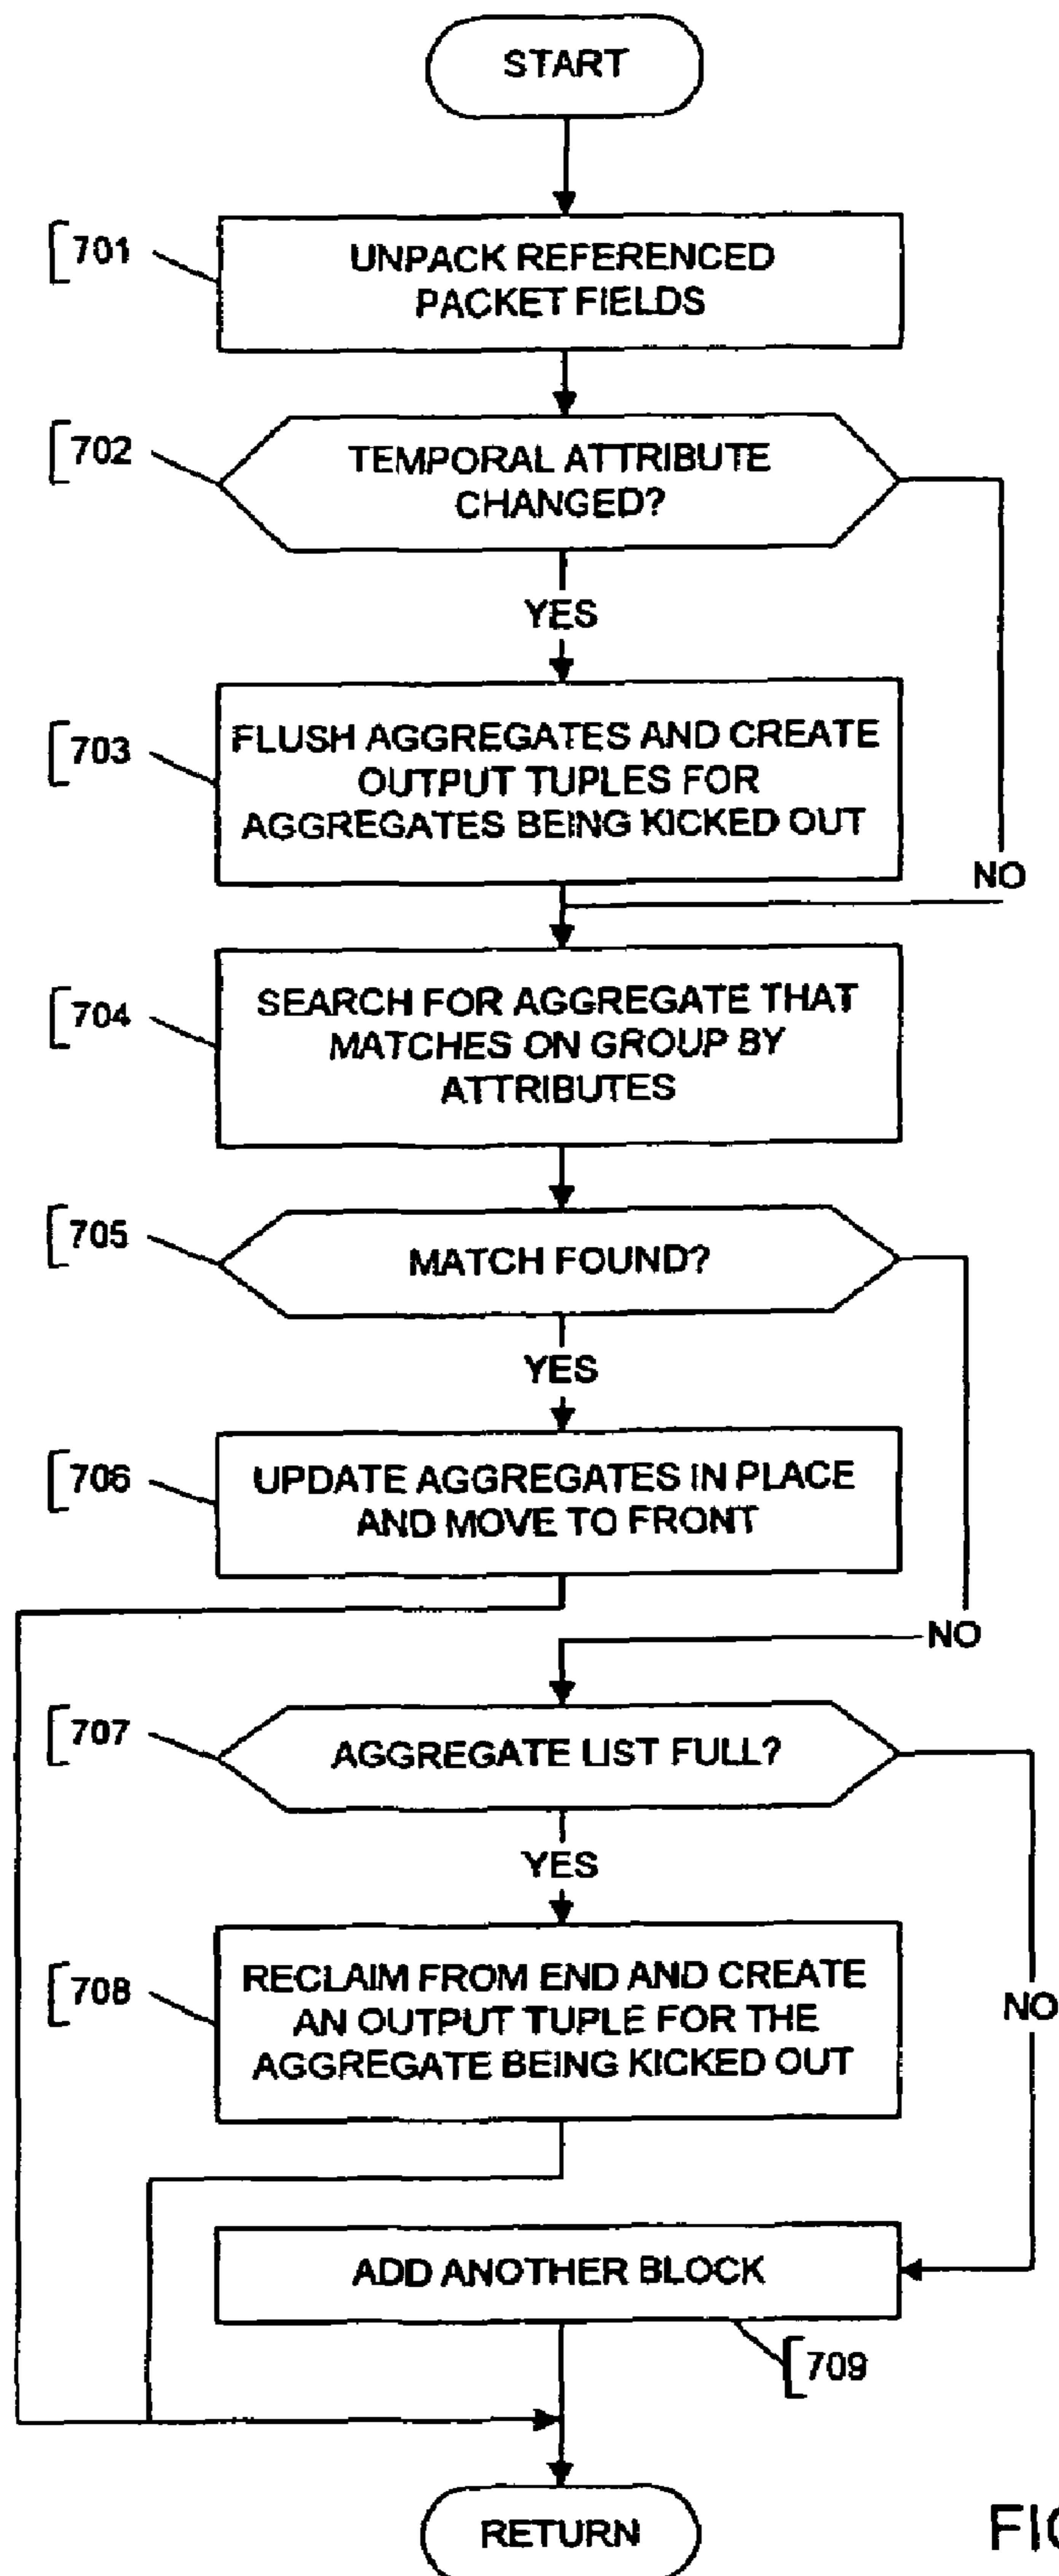 START
701
UNPACK REFERENCED
PACKET FIELDS
702
TEMPORAL ATTRIBUTE
CHANGED?
YES
703
FLUSH AGGREGATES AND CREATE
OUTPUT TUPLES FOR
AGGREGATES BEING KICKED OUT
NO
704
SEARCH FOR AGGREGATE THAT
MATCHES ON GROUP BY
ATTRIBUTES
705
MATCH FOUND?
YES
706
UPDATE AGGREGATES IN PLACE
AND MOVE TO FRONT
NO
707
AGGREGATE LIST FULL?
YES
708
RECLAIM FROM END AND CREATE
AN OUTPUT TUPLE FOR THE
AGGREGATE BEING KICKED OUT
NO
ADD ANOTHER BLOCK
709
RETURN